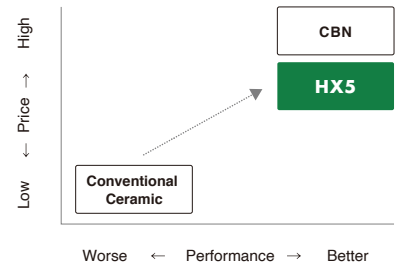 CBN
HX5
Conventional
Ceramic
Low ← Price → High
Worse ← Performance → Better